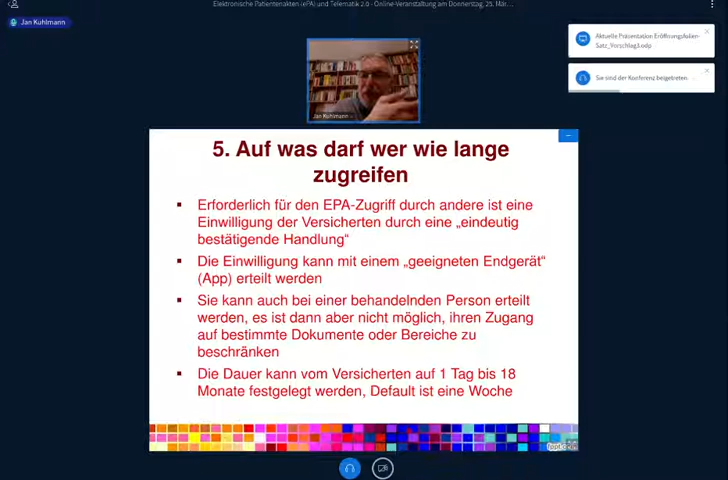 Elektronische Patientenakten (ePA) und Telematik 2.0 - Online-Veranstaltung am Donnerstag, 25. Mär...
Jan Kuhlmann
Aktuelle Präsentation EröffnungsfolienSatz_Vorschlag3.odp
Sie sind der Konferenz beigetreten.
Jan Kuhlmann
5. Auf was darf wer wie lange
zugreifen
Erforderlich für den EPA-Zugriff durch andere ist eine
Einwilligung der Versicherten durch eine „eindeutig
bestätigende Handlung“
Die Einwilligung kann mit einem „geeigneten Endgerät“
(App) erteilt werden
Sie kann auch bei einer behandelnden Person erteilt
werden, es ist dann aber nicht möglich, ihren Zugang
auf bestimmte Dokumente oder Bereiche zu
beschränken
Die Dauer kann vom Versicherten auf 1 Tag bis 18
Monate festgelegt werden, Default ist eine Woche